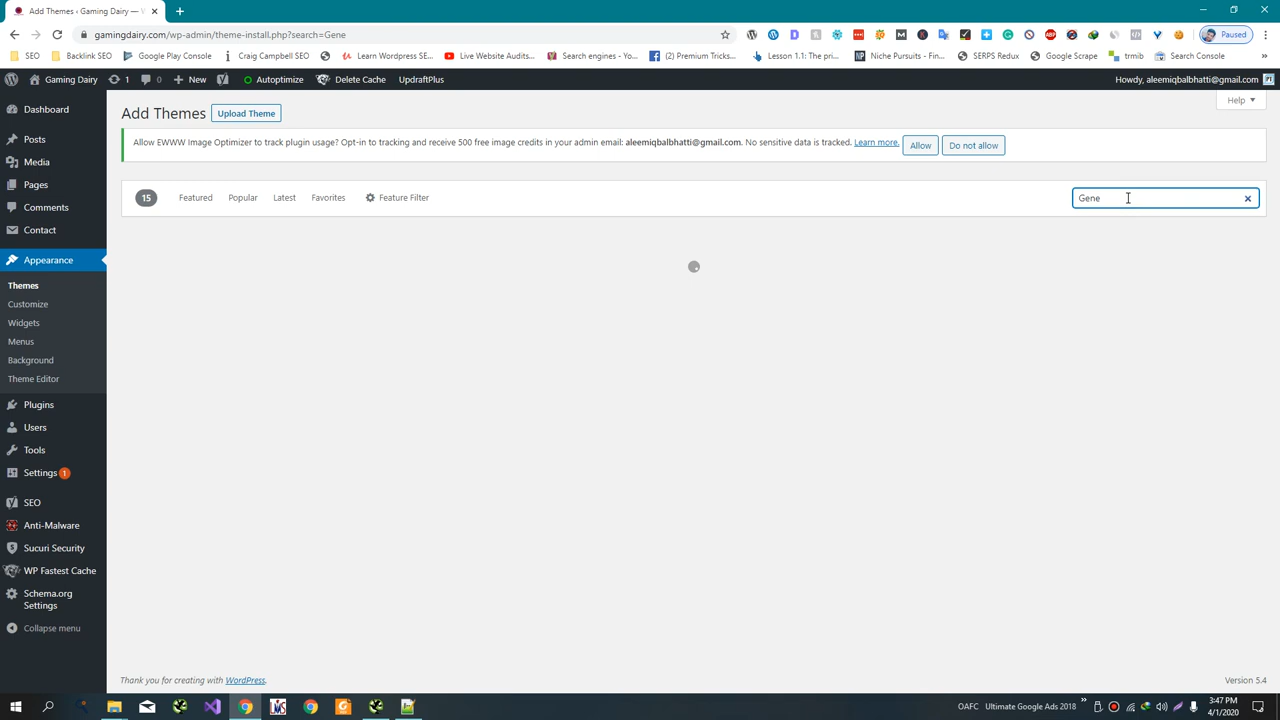 Add Themes ‹ Gaming Dairy — V
gamingdairy.com/wp-admin/theme-install.php?search=Gene
Paused
SEO Backlink SEO Google Play Console Craig Campbell SEO Learn Wordpress SE... Live Website Audits... Search engines - Yo... (2) Premium Tricks... Lesson 1.1: The pri... Niche Pursuits - Fin... SERPS Redux Google Scrape trmib Search Console »
Gaming Dairy 1 0 + New Autoptimize Delete Cache UpdraftPlus Howdy, aleemiqbalbhatti@gmail.com
Help
Add Themes Upload Theme
Allow EWWW Image Optimizer to track plugin usage? Opt-in to tracking and receive 500 free image credits in your admin email: aleemiqbalbhatti@gmail.com. No sensitive data is tracked. Learn more. Allow Do not allow
15 Featured Popular Latest Favorites Feature Filter Gene
Dashboard
Posts
Media
Pages
Comments
Contact
Appearance
Themes
Customize
Widgets
Menus
Background
Theme Editor
Plugins
Users
Tools
Settings 1
SEO
Anti-Malware
Sucuri Security
WP Fastest Cache
Schema.org
Settings
Collapse menu
Thank you for creating with WordPress. Version 5.4
OAFC Ultimate Google Ads 2018 » 3:47 PM
4/1/2020